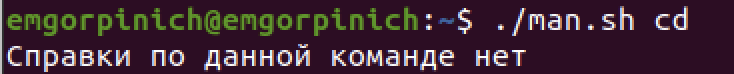 emgorpinich@emgorpinich:~$ ./man.sh cd
Справки по данной команде нет